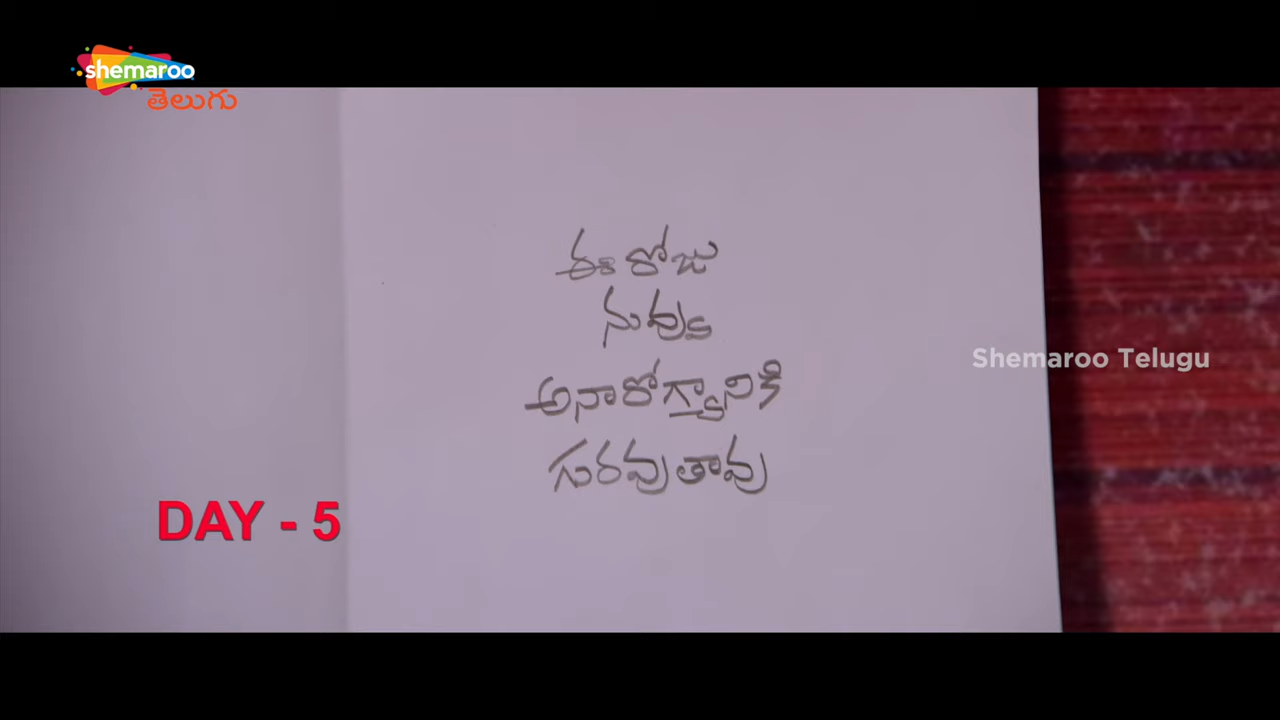 shemaroo
తెలుగు
ఈ రోజు
నువ్వు
Shemaroo Telugu
అనారోగ్యానికి
గురవుతావు
DAY - 5